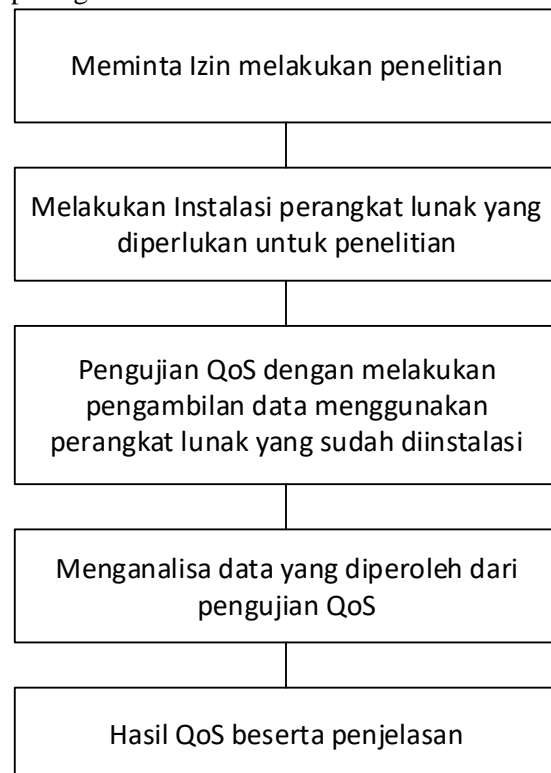 Meminta Izin melakukan penelitian
Melakukan Instalasi perangkat lunak yang
diperlukan untuk penelitian
Pengujian QoS dengan melakukan
pengambilan data menggunakan
perangkat lunak yang sudah diinstalasi
Menganalisa data yang diperoleh dari
pengujian QoS
Hasil QoS beserta penjelasan